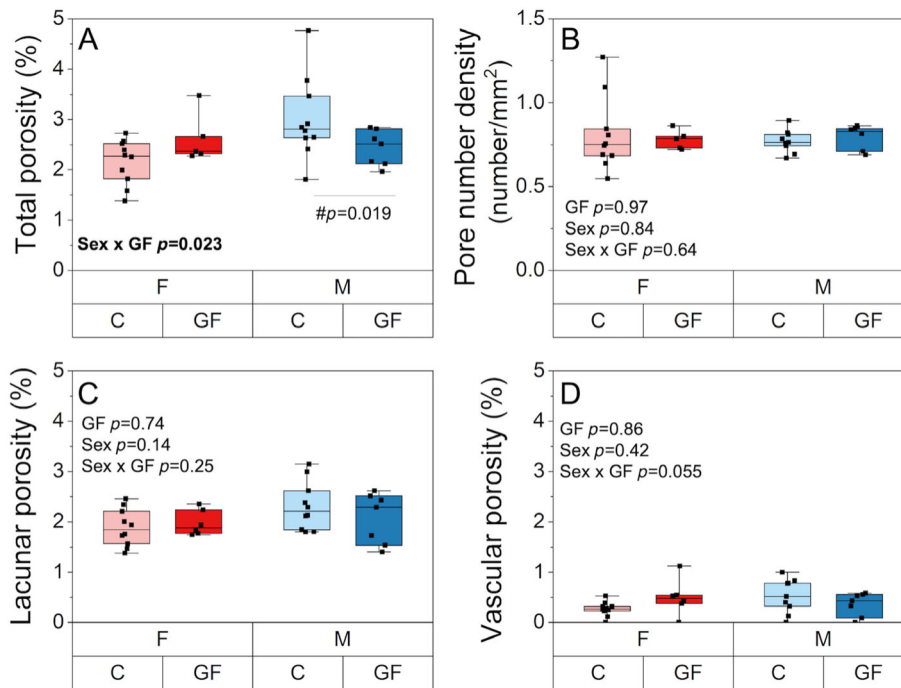 A
Total porosity (%)
5
4
3
2
1
0
#p=0.019
Sex x GF p=0.023
F
M
C
GF
C
GF
B
Pore number density
(number/mm²)
1.5
1.0
0.5
0.0
GF p=0.97
Sex p=0.84
Sex x GF p=0.64
F
M
C
GF
C
GF
C
Lacunar porosity (%)
5
4
3
2
1
0
GF p=0.74
Sex p=0.14
Sex x GF p=0.25
F
M
C
GF
C
GF
D
Vascular porosity (%)
5
4
3
2
1
0
GF p=0.86
Sex p=0.42
Sex x GF p=0.055
F
M
C
GF
C
GF